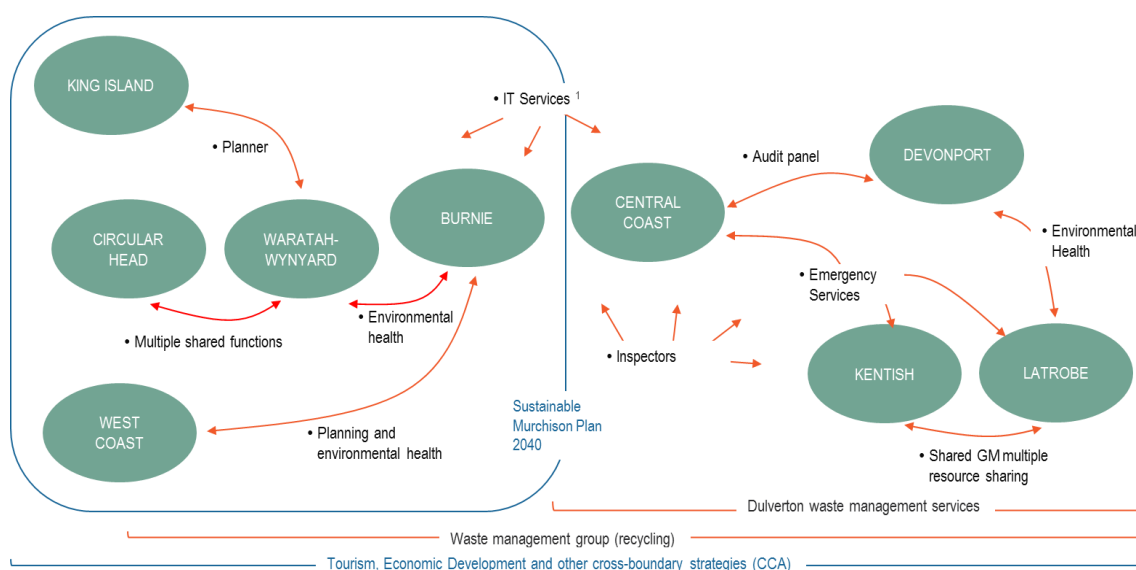 KING ISLAND
• IT Services ¹
• Planner
• Audit panel
DEVONPORT
CENTRAL
COAST
BURNIE
CIRCULAR
HEAD
WARATAH-
WYNYARD
• Environmental
Health
• Emergency
Services
• Environmental
health
• Multiple shared functions
• Inspectors
KENTISH
LATROBE
WEST
COAST
Sustainable
Murchison Plan
2040
• Planning and
environmental health
• Shared GM multiple
resource sharing
Dulverton waste management services
Waste management group (recycling)
Tourism, Economic Development and other cross-boundary strategies (CCA)